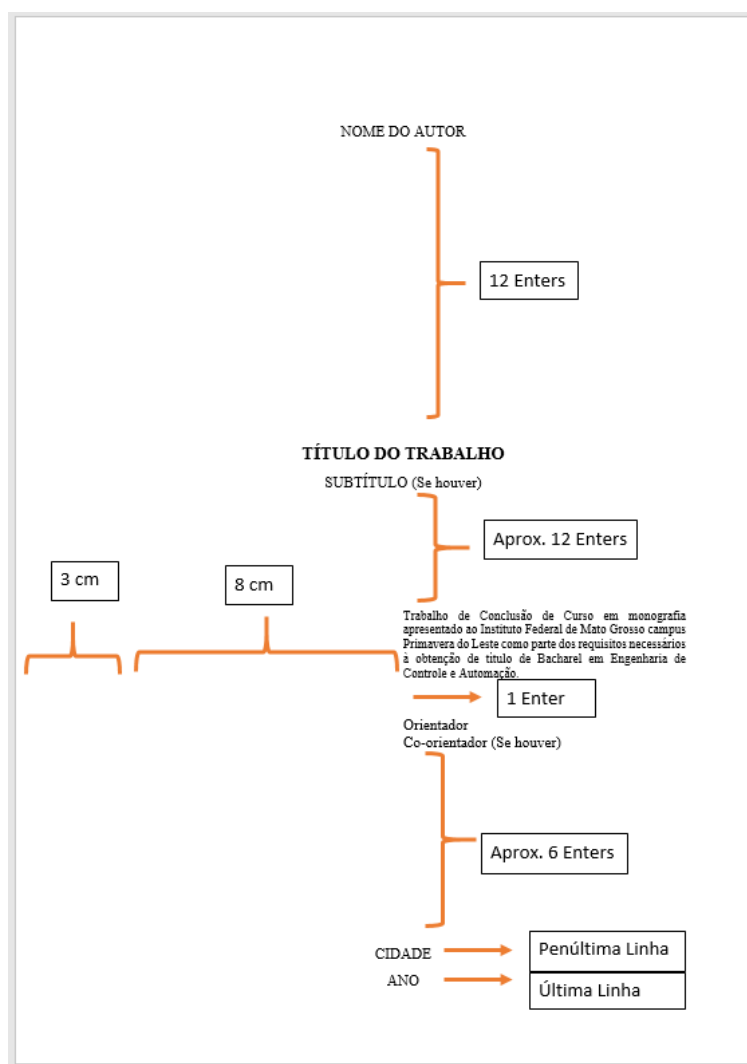 NOME DO AUTOR
12 Enters
TÍTULO DO TRABALHO
SUBTÍTULO (Se houver)
Aprox. 12 Enters
3 cm
8 cm
Trabalho de Conclusão de Curso em monografia
apresentado ao Instituto Federal de Mato Grosso campus
Primavera do Leste como parte dos requisitos necessários
à obtenção de titulo de Bacharel em Engenharia de
Controle e Automação.
1 Enter
Orientador
Co-orientador (Se houver)
Aprox. 6 Enters
CIDADE
Penúltima Linha
ANO
Última Linha